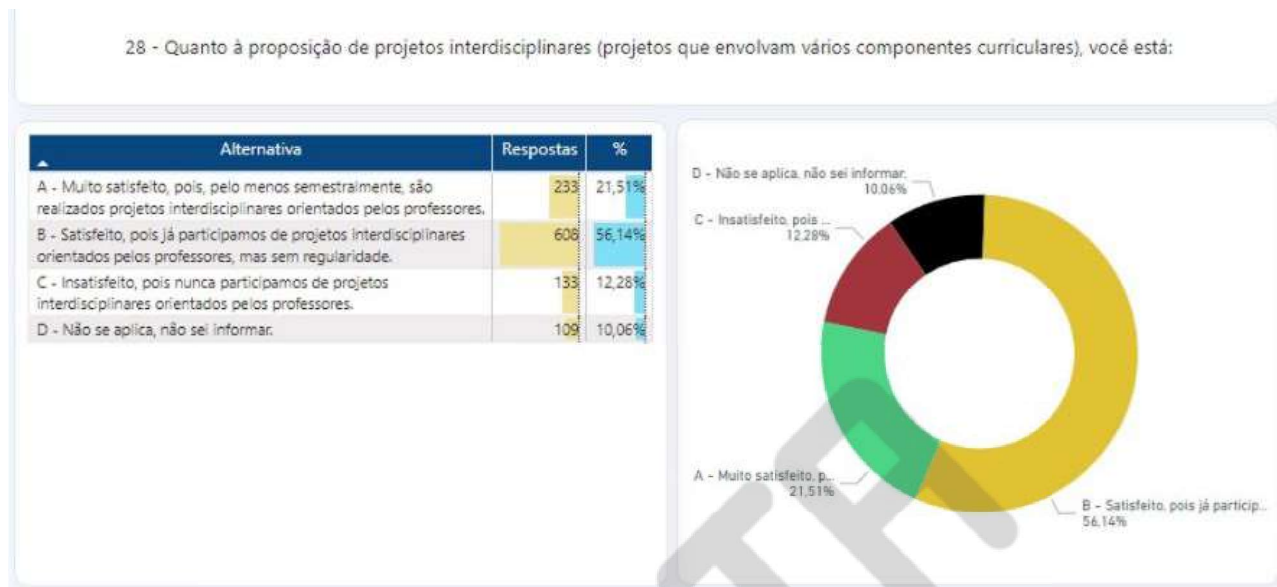 28 - Quanto à proposição de projetos interdisciplinares (projetos que envolvam vários componentes curriculares), você está:
Alternativa Respostas %
A - Muito satisfeito, pois, pelo menos semestralmente, são 233 21,51%
realizados projetos interdisciplinares orientados pelos professores.
B - Satisfeito, pois já participamos de projetos interdisciplinares 608 56,14%
orientados pelos professores, mas sem regularidade.
C - Insatisfeito, pois nunca participamos de projetos 133 12,28%
interdisciplinares orientados pelos professores.
D - Não se aplica, não sei informar. 109 10,06%
D - Não se aplica, não sei informar.
10,06%
C - Insatisfeito, pois ...
12,28%
A - Muito satisfeito, p...
21,51%
B - Satisfeito, pois já particip...
56,14%